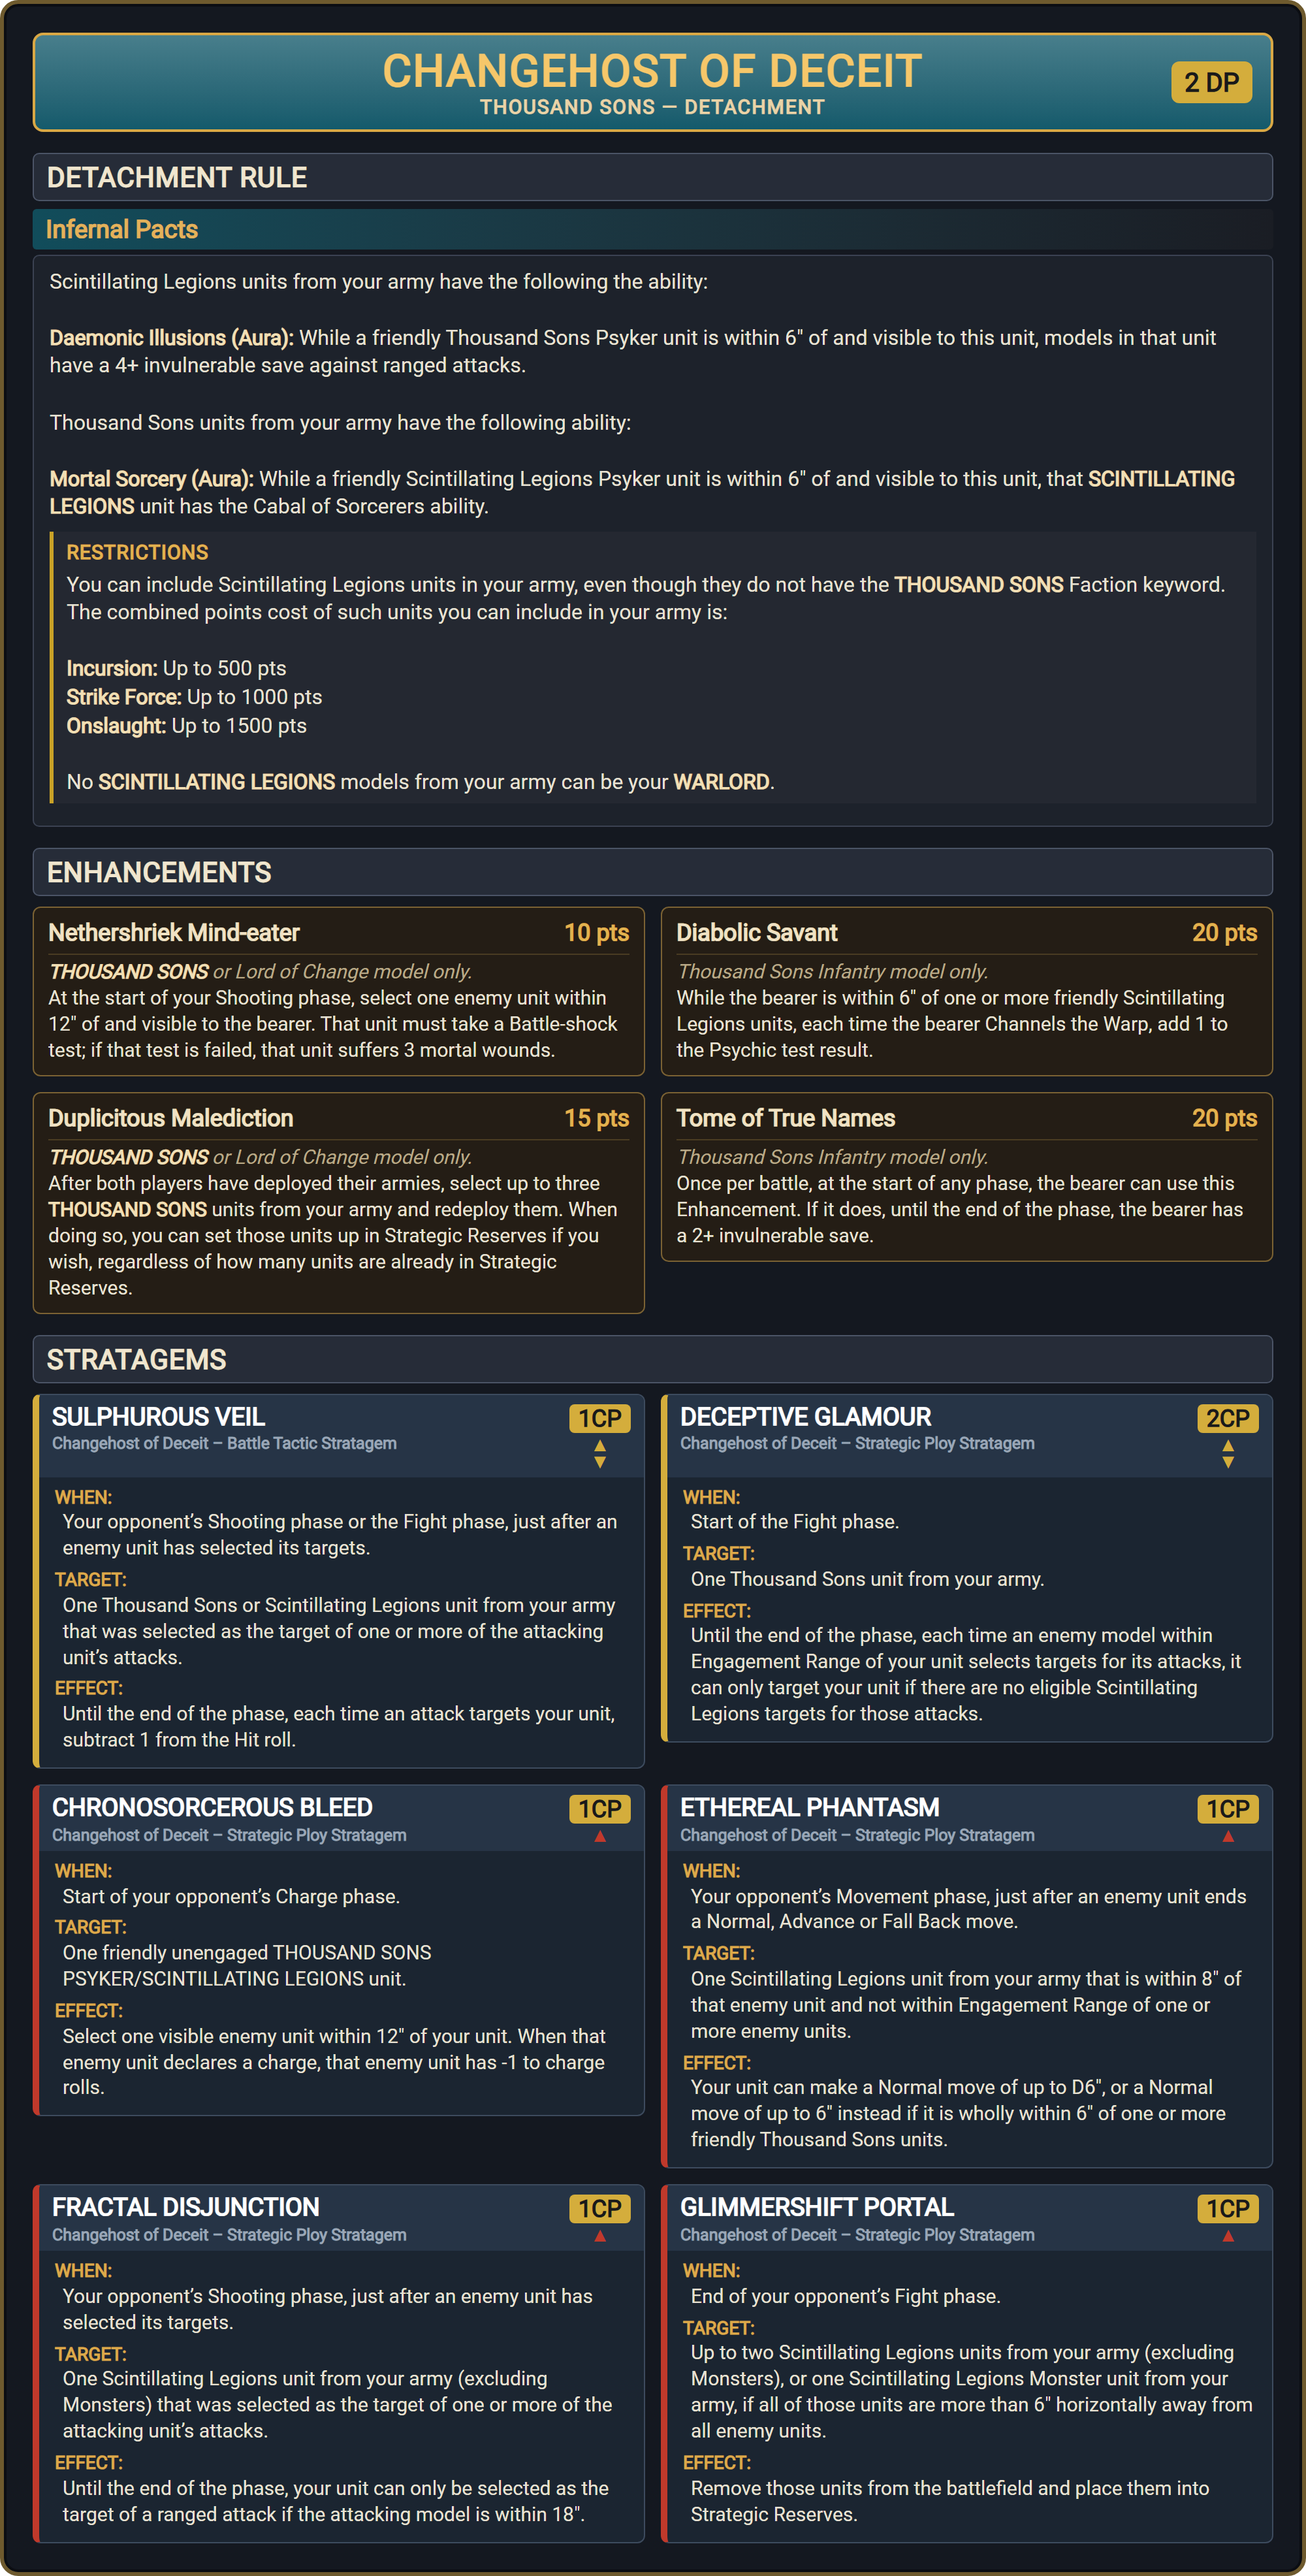 CHANGEHOST OF DECEIT
THOUSAND SONS — DETACHMENT
2 DP
DETACHMENT RULE
Infernal Pacts
Scintillating Legions units from your army have the following the ability:
Daemonic Illusions (Aura): While a friendly Thousand Sons Psyker unit is within 6" of and visible to this unit, models in that unit
have a 4+ invulnerable save against ranged attacks.
Thousand Sons units from your army have the following ability:
Mortal Sorcery (Aura): While a friendly Scintillating Legions Psyker unit is within 6" of and visible to this unit, that SCINTILLATING
LEGIONS unit has the Cabal of Sorcerers ability.
RESTRICTIONS
You can include Scintillating Legions units in your army, even though they do not have the THOUSAND SONS Faction keyword.
The combined points cost of such units you can include in your army is:
Incursion: Up to 500 pts
Strike Force: Up to 1000 pts
Onslaught: Up to 1500 pts
No SCINTILLATING LEGIONS models from your army can be your WARLORD.
ENHANCEMENTS
Nethershriek Mind-eater 10 pts
THOUSAND SONS or Lord of Change model only.
At the start of your Shooting phase, select one enemy unit within
12" of and visible to the bearer. That unit must take a Battle-shock
test; if that test is failed, that unit suffers 3 mortal wounds.
Diabolic Savant 20 pts
Thousand Sons Infantry model only.
While the bearer is within 6" of one or more friendly Scintillating
Legions units, each time the bearer Channels the Warp, add 1 to
the Psychic test result.
Duplicitous Malediction 15 pts
THOUSAND SONS or Lord of Change model only.
After both players have deployed their armies, select up to three
THOUSAND SONS units from your army and redeploy them. When
doing so, you can set those units up in Strategic Reserves if you
wish, regardless of how many units are already in Strategic
Reserves.
Tome of True Names 20 pts
Thousand Sons Infantry model only.
Once per battle, at the start of any phase, the bearer can use this
Enhancement. If it does, until the end of the phase, the bearer has
a 2+ invulnerable save.
STRATAGEMS
SULPHUROUS VEIL 1CP
Changehost of Deceit – Battle Tactic Stratagem
WHEN:
Your opponent’s Shooting phase or the Fight phase, just after an
enemy unit has selected its targets.
TARGET:
One Thousand Sons or Scintillating Legions unit from your army
that was selected as the target of one or more of the attacking
unit’s attacks.
EFFECT:
Until the end of the phase, each time an attack targets your unit,
subtract 1 from the Hit roll.
DECEPTIVE GLAMOUR 2CP
Changehost of Deceit – Strategic Ploy Stratagem
WHEN:
Start of the Fight phase.
TARGET:
One Thousand Sons unit from your army.
EFFECT:
Until the end of the phase, each time an enemy model within
Engagement Range of your unit selects targets for its attacks, it
can only target your unit if there are no eligible Scintillating
Legions targets for those attacks.
CHRONOSORCEROUS BLEED 1CP
Changehost of Deceit – Strategic Ploy Stratagem
WHEN:
Start of your opponent’s Charge phase.
TARGET:
One friendly unengaged THOUSAND SONS
PSYKER/SCINTILLATING LEGIONS unit.
EFFECT:
Select one visible enemy unit within 12" of your unit. When that
enemy unit declares a charge, that enemy unit has -1 to charge
rolls.
ETHEREAL PHANTASM 1CP
Changehost of Deceit – Strategic Ploy Stratagem
WHEN:
Your opponent’s Movement phase, just after an enemy unit ends
a Normal, Advance or Fall Back move.
TARGET:
One Scintillating Legions unit from your army that is within 8" of
that enemy unit and not within Engagement Range of one or
more enemy units.
EFFECT:
Your unit can make a Normal move of up to D6", or a Normal
move of up to 6" instead if it is wholly within 6" of one or more
friendly Thousand Sons units.
FRACTAL DISJUNCTION 1CP
Changehost of Deceit – Strategic Ploy Stratagem
WHEN:
Your opponent’s Shooting phase, just after an enemy unit has
selected its targets.
TARGET:
One Scintillating Legions unit from your army (excluding
Monsters) that was selected as the target of one or more of the
attacking unit’s attacks.
EFFECT:
Until the end of the phase, your unit can only be selected as the
target of a ranged attack if the attacking model is within 18".
GLIMMERSHIFT PORTAL 1CP
Changehost of Deceit – Strategic Ploy Stratagem
WHEN:
End of your opponent’s Fight phase.
TARGET:
Up to two Scintillating Legions units from your army (excluding
Monsters), or one Scintillating Legions Monster unit from your
army, if all of those units are more than 6" horizontally away from
all enemy units.
EFFECT:
Remove those units from the battlefield and place them into
Strategic Reserves.